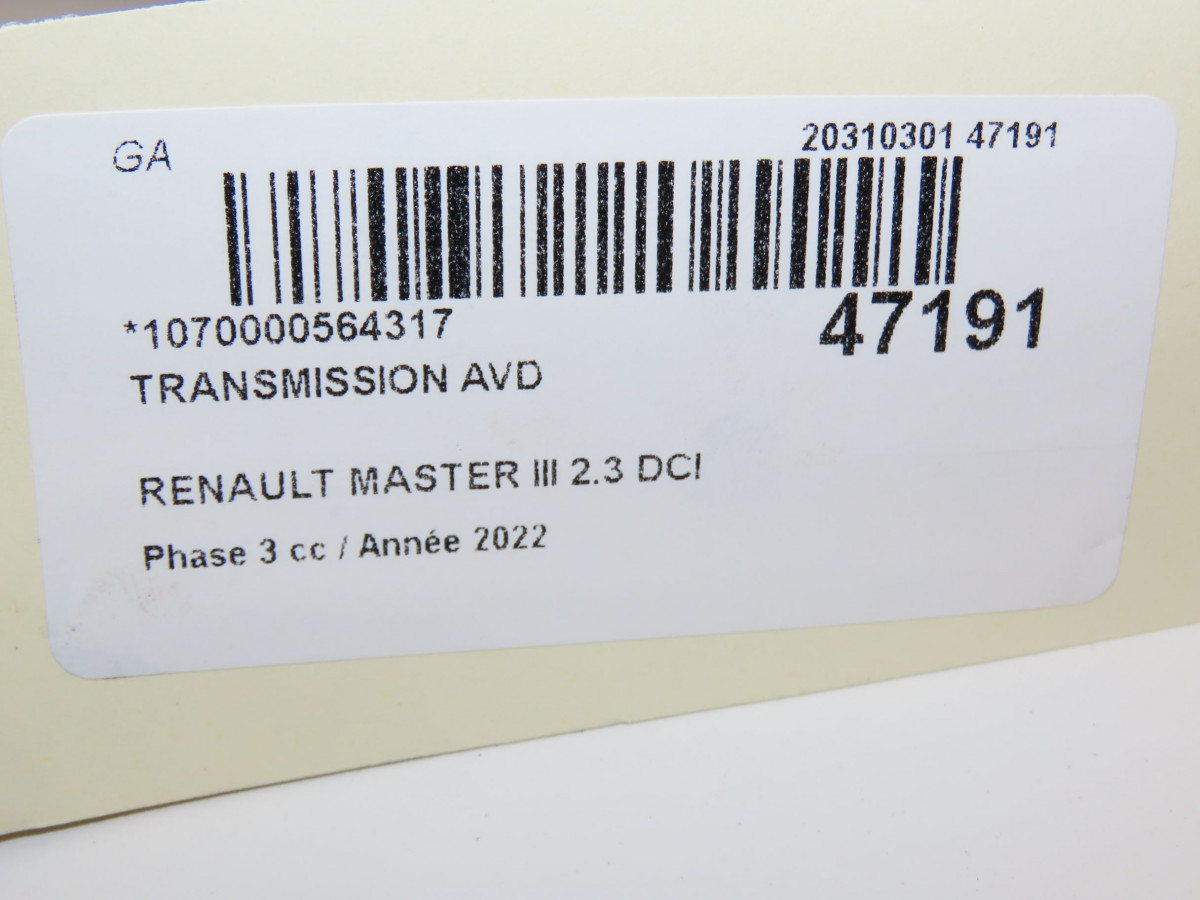 GA
20310301 47191
*1070000564317
47191
TRANSMISSION AVD
RENAULT MASTER III 2.3 DCI
Phase 3 cc / Année 2022